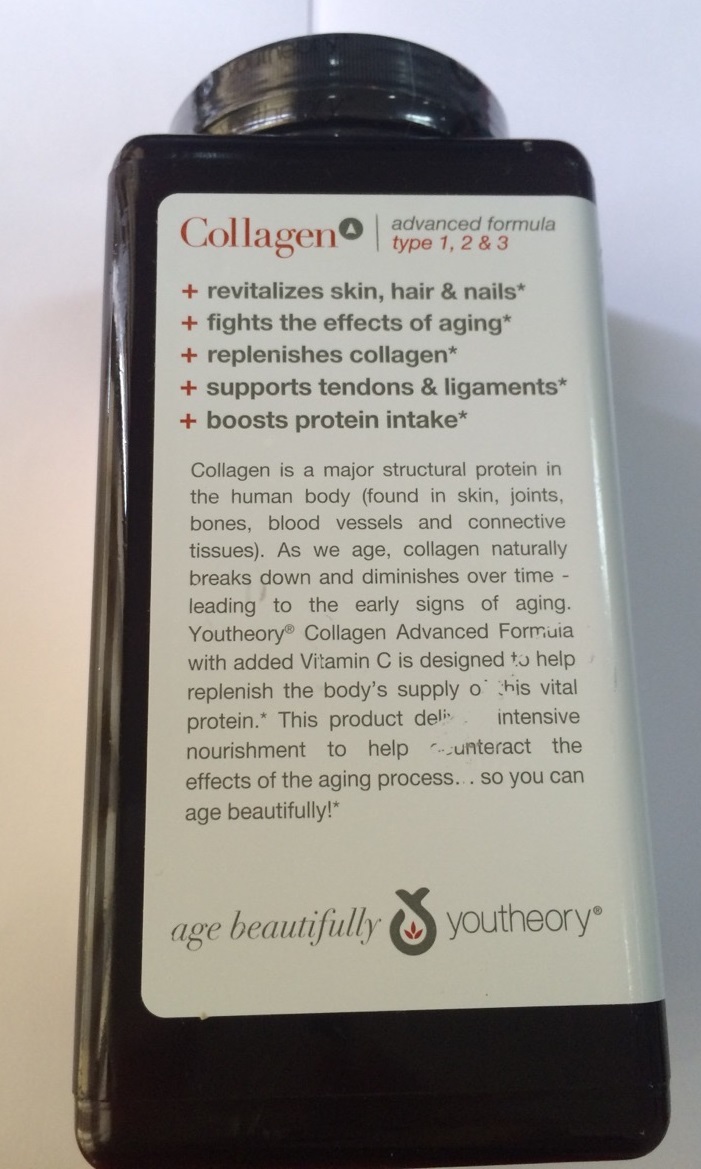 Collagen
advanced formula
type 1, 2 & 3
+ revitalizes skin, hair & nails*
+ fights the effects of aging*
+ replenishes collagen*
+ supports tendons & ligaments*
+ boosts protein intake*
Collagen is a major structural protein in
the human body (found in skin, joints,
bones, blood vessels and connective
tissues). As we age, collagen naturally
breaks down and diminishes over time -
leading to the early signs of aging.
Youtheory® Collagen Advanced Formula
with added Vitamin C is designed to help
replenish the body's supply this vital
protein.* This product intensive
nourishment to help counteract the
effects of the aging process... so you can
age beautifully!*
age beautifully youtheory®